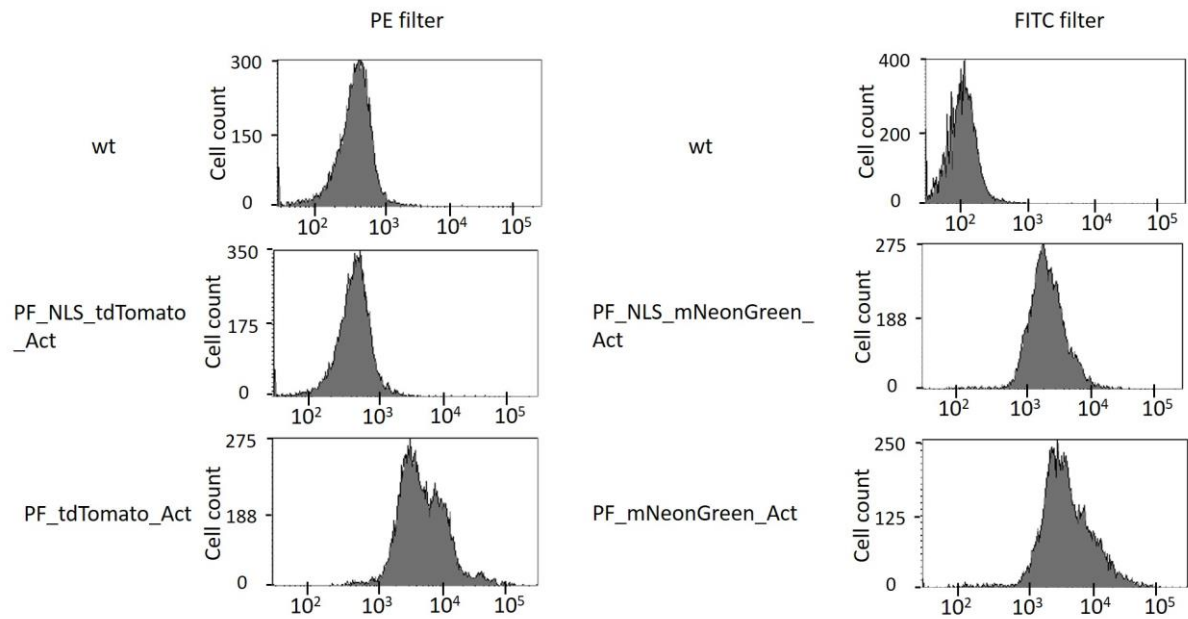 PE filter
FITC filter
wt
Cell count
300
150
0
10²
10³
10⁴
10⁵
wt
Cell count
400
200
0
10²
10³
10⁴
10⁵
PF_NLS_tdTomato
_Act
Cell count
350
175
0
10²
10³
10⁴
10⁵
PF_NLS_mNeonGreen_
Act
Cell count
275
188
0
10²
10³
10⁴
10⁵
PF_tdTomato_Act
Cell count
275
188
0
10²
10³
10⁴
10⁵
PF_mNeonGreen_Act
Cell count
250
125
0
10²
10³
10⁴
10⁵